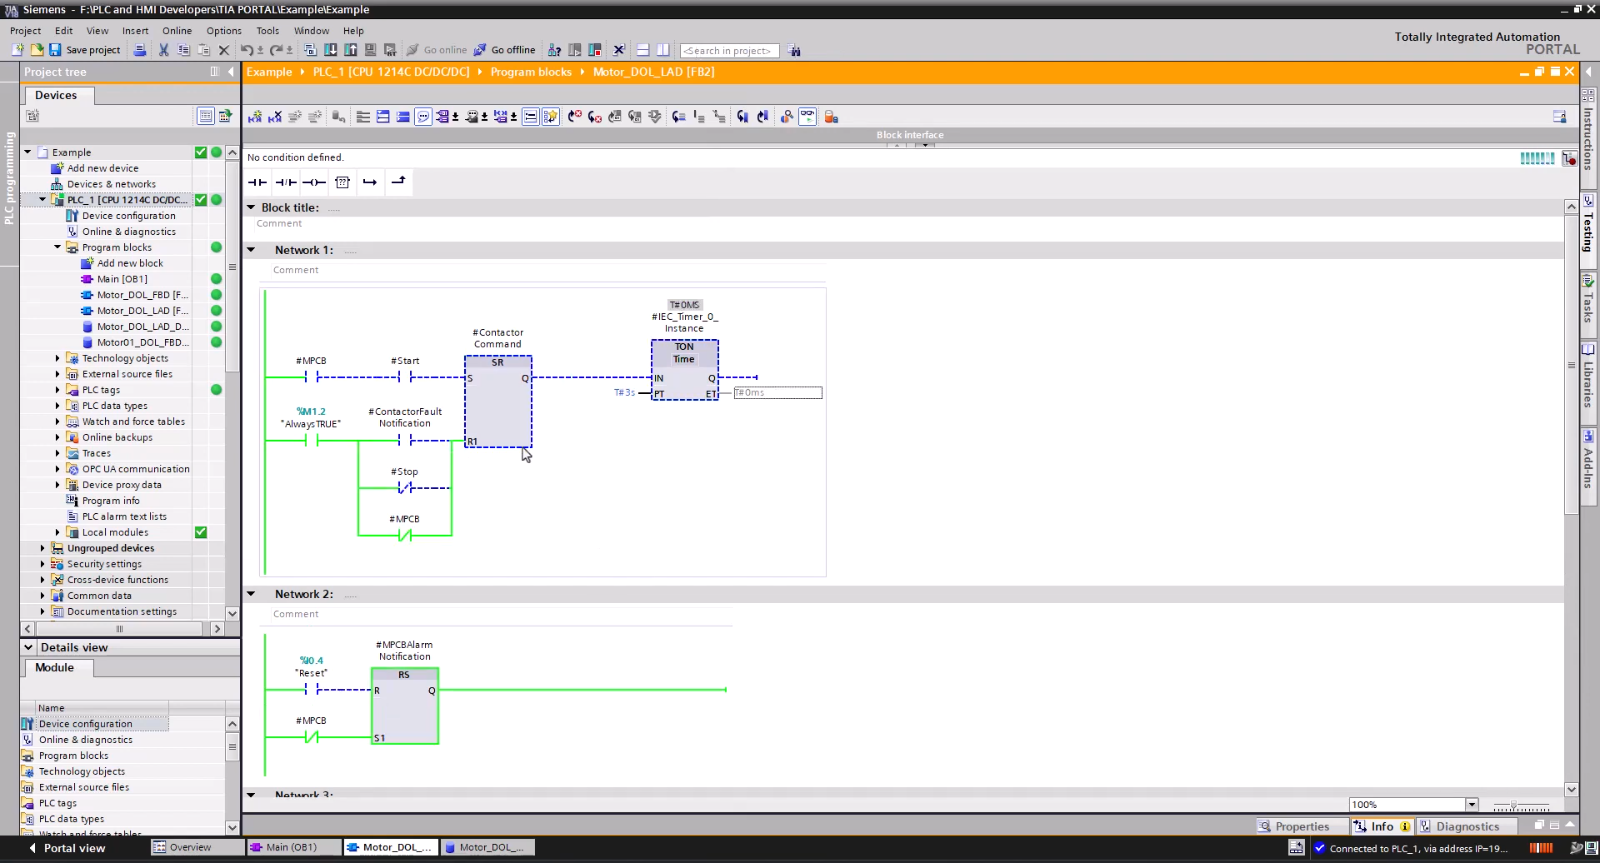 Siemens - F:\PLC and HMI Developers\TIA PORTAL\Example\Example
Project Edit View Insert Online Options Tools Window Help
Totally Integrated Automation
PORTAL
Save project
Go online
Go offline
<Search in project>
Project tree
Example PLC_1 [CPU 1214C DC/DC/DC] Program blocks Motor_DOL_LAD [FB2]
Devices
Block interface
No condition defined.
Example
Add new device
Devices & networks
PLC_1 [CPU 1214C DC/DC...
Device configuration
Online & diagnostics
Program blocks
Add new block
Main [OB1]
Motor_DOL_FBD [F...
Motor_DOL_LAD [F...
Motor_DOL_LAD_D...
Motor01_DOL_FBD...
Technology objects
External source files
PLC tags
PLC data types
Watch and force tables
Online backups
Traces
OPC UA communication
Device proxy data
Program info
PLC alarm text lists
Local modules
Ungrouped devices
Security settings
Cross-device functions
Common data
Documentation settings
Details view
Module
Name
Device configuration
Online & diagnostics
Program blocks
Technology objects
External source files
PLC tags
PLC data types
Watch and force tables
PLC programming
Block title: .....
Comment
Network 1: .....
Comment
T#0MS
#IEC_Timer_0_
Instance
#Contactor
Command
TON
Time
#MPCB
#Start
SR
S Q
IN Q
T#3s
PT ET
T#0ms
%M1.2
"AlwaysTRUE"
#ContactorFault
Notification
R1
#Stop
#MPCB
Network 2: .....
Comment
#MPCBAlarm
Notification
%I0.4
"Reset"
RS
R Q
#MPCB
S1
Network 3: .....
100%
Properties Info Diagnostics
Instructions
Testing
Tasks
Libraries
Add-Ins
Portal view
Overview
Main (OB1)
Motor_DOL_...
Motor_DOL_...
Connected to PLC_1, via address IP=19...